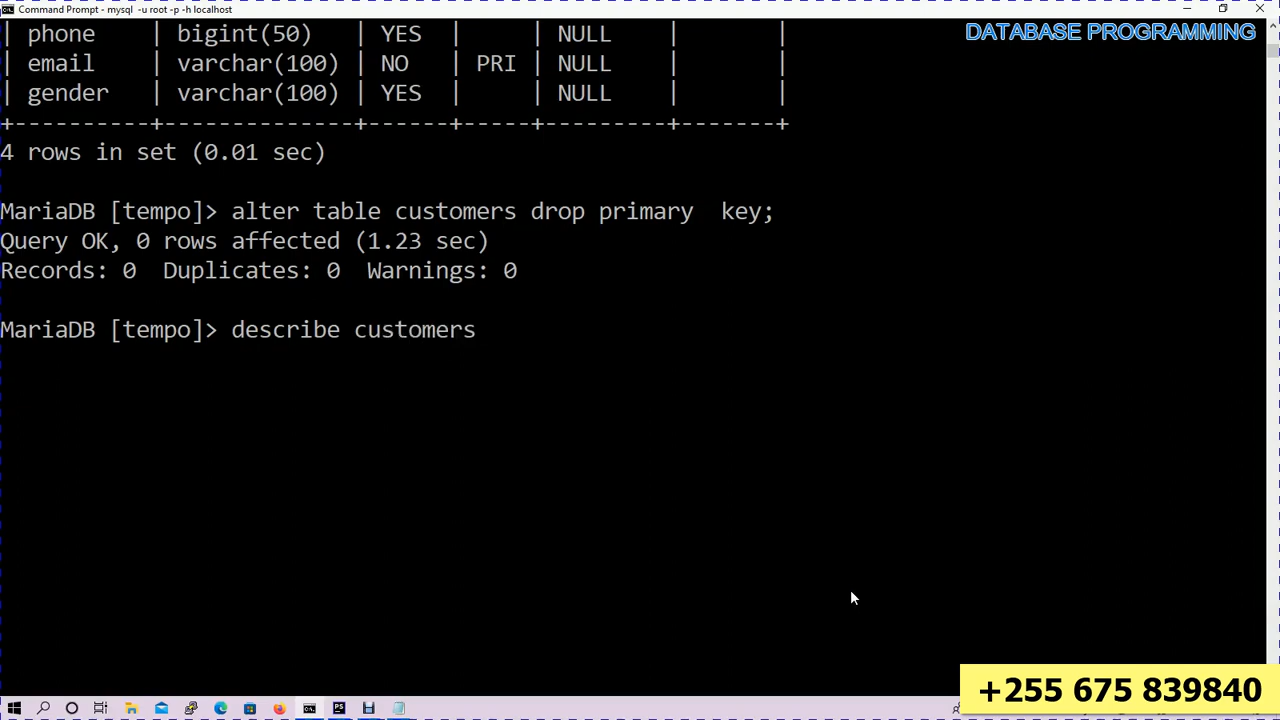 Command Prompt - mysql -u root -p -h localhost
DATABASE PROGRAMMING
| phone    | bigint(50)   | YES  |     | NULL    |       |
| email    | varchar(100) | NO   | PRI | NULL    |       |
| gender   | varchar(100) | YES  |     | NULL    |       |
+----------+--------------+------+-----+---------+-------+
4 rows in set (0.01 sec)
MariaDB [tempo]> alter table customers drop primary  key;
Query OK, 0 rows affected (1.23 sec)
Records: 0  Duplicates: 0  Warnings: 0
MariaDB [tempo]> describe customers
+255 675 839840